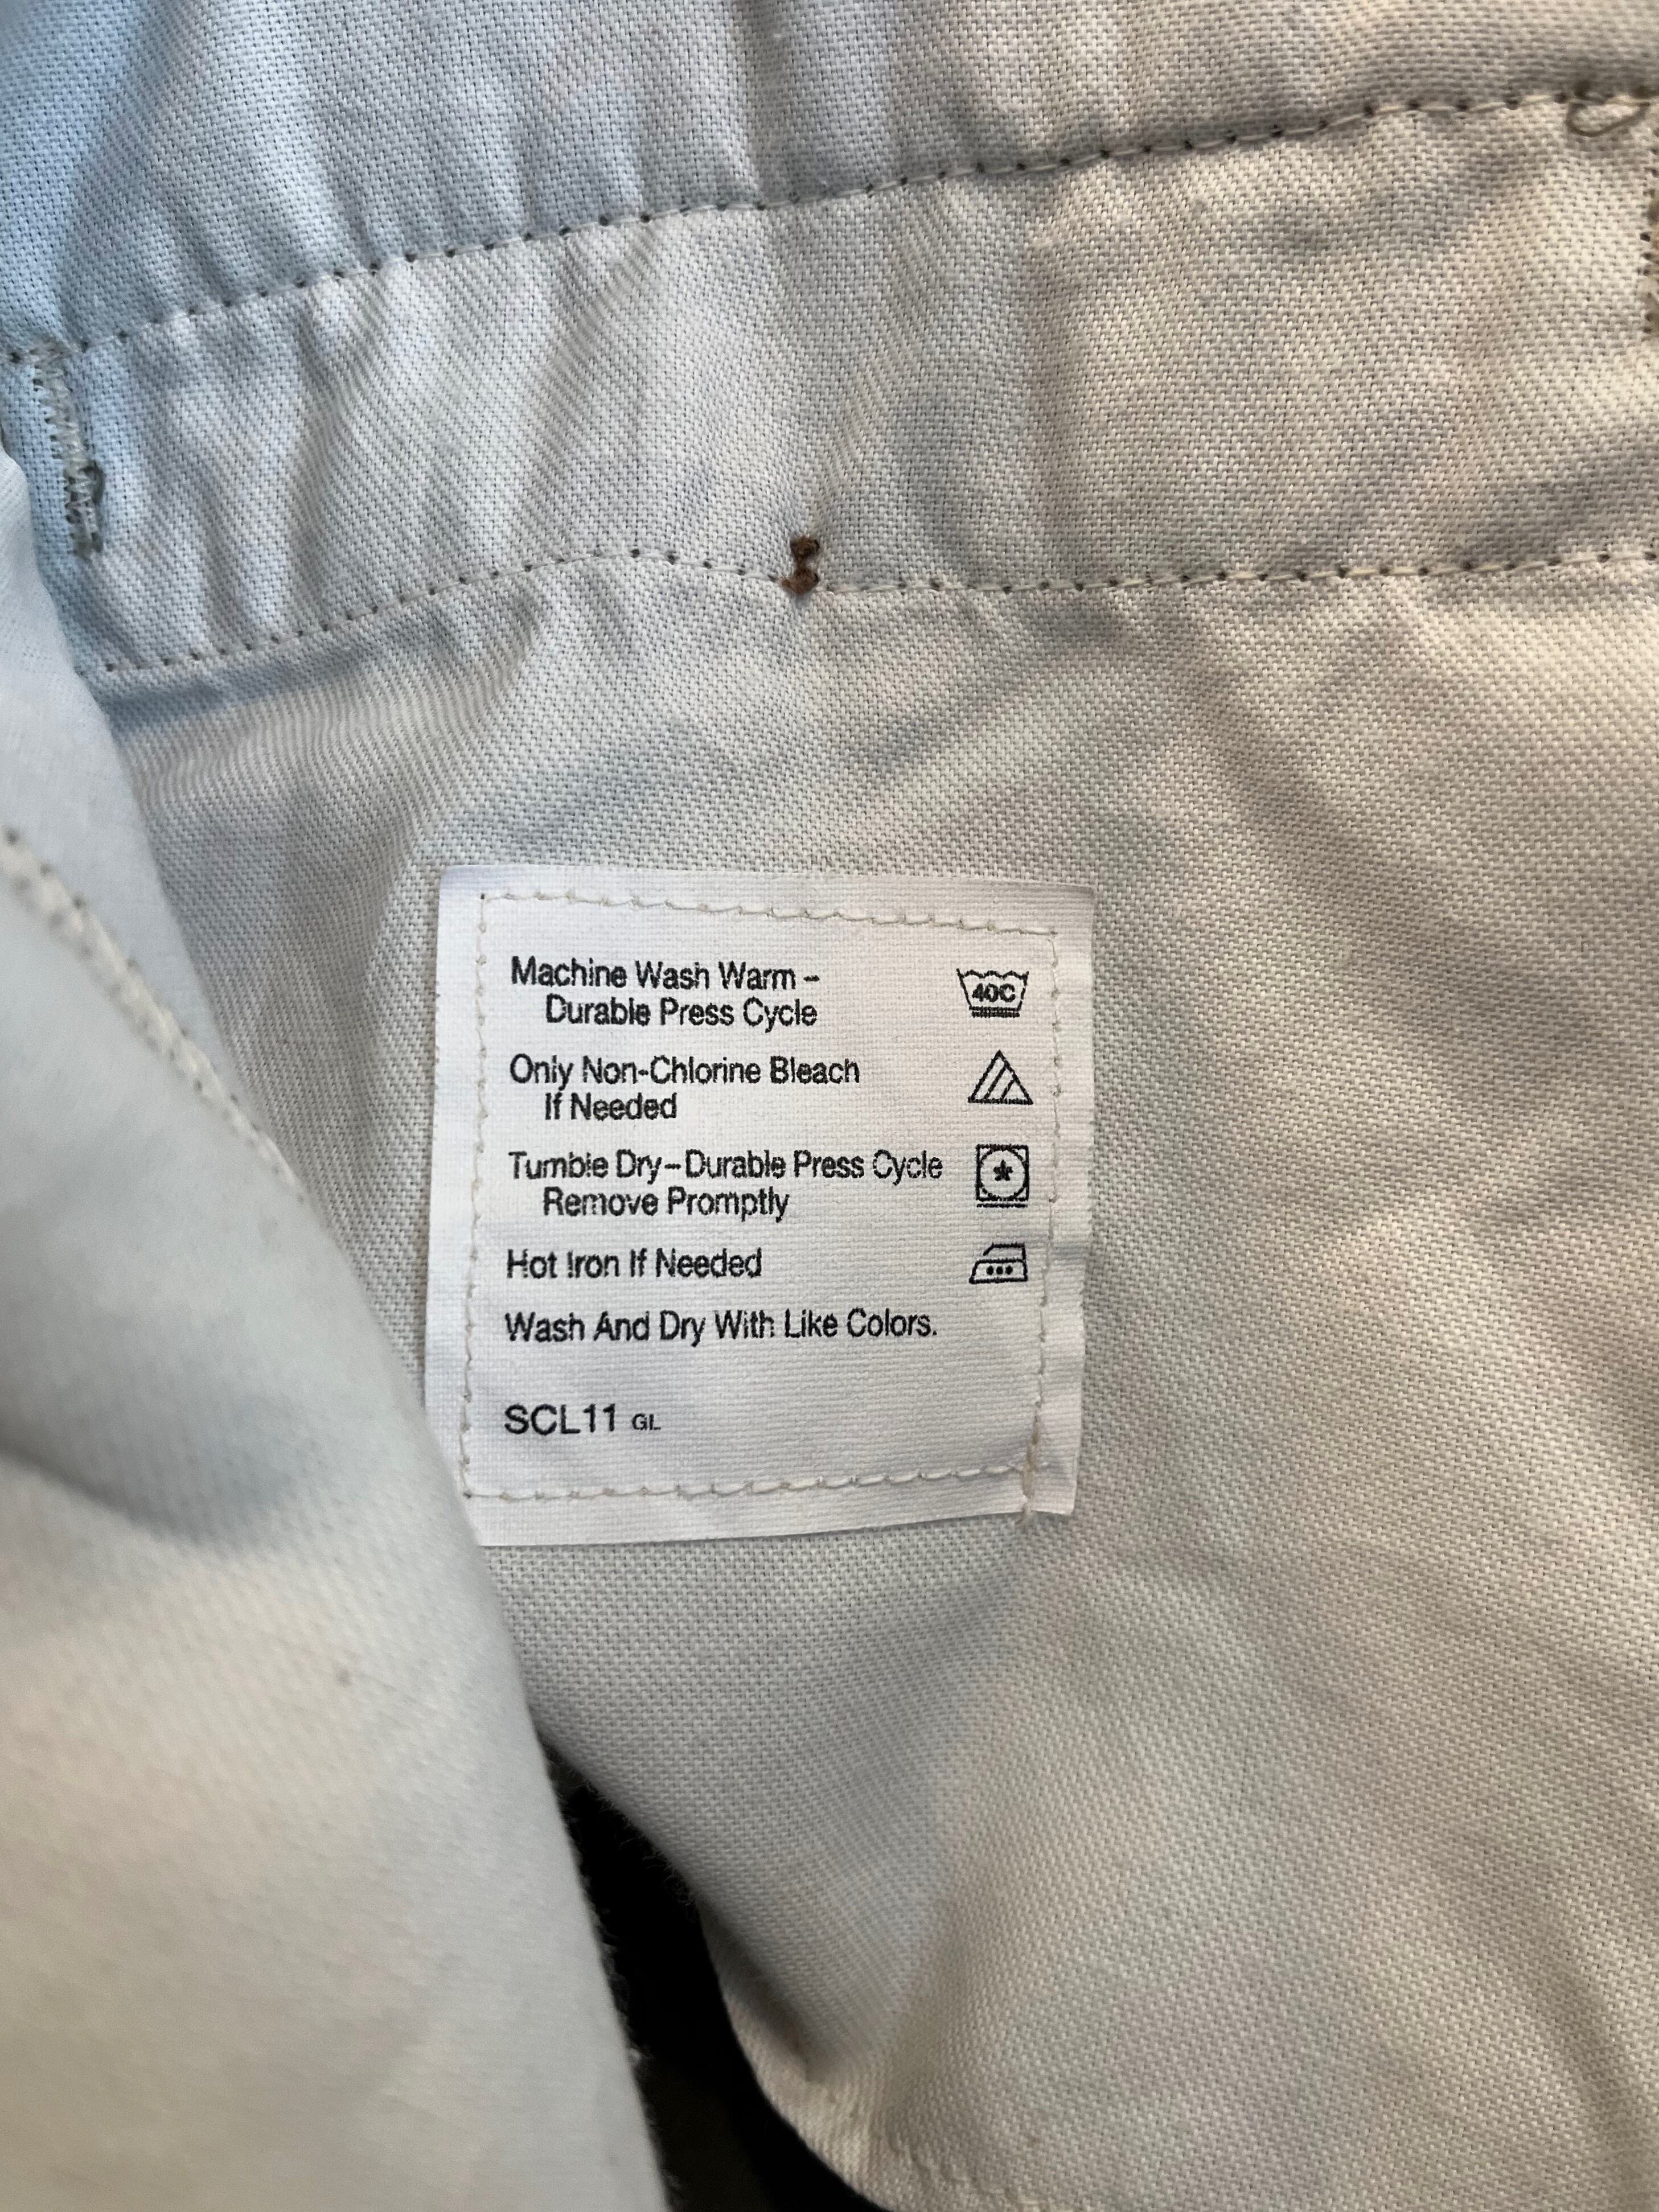 Machine Wash Warm –
Durable Press Cycle
40C
Only Non-Chlorine Bleach
If Needed
Tumble Dry–Durable Press Cycle
Remove Promptly
Hot Iron If Needed
Wash And Dry With Like Colors.
SCL11 GL